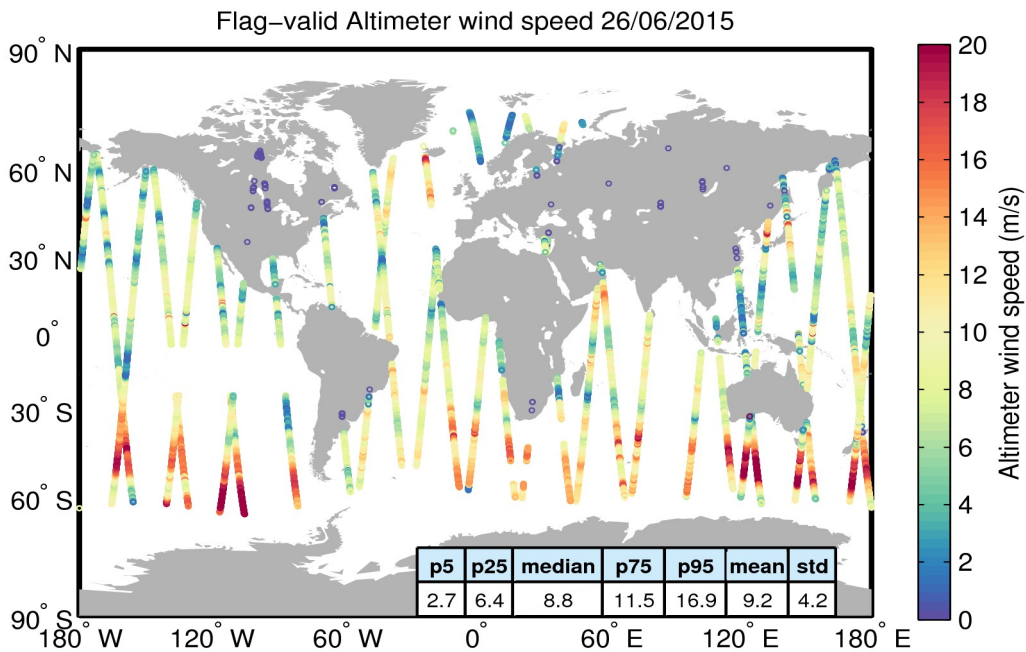 Flag−valid Altimeter wind speed 26/06/2015
90° N
60° N
30° N
0°
30° S
60° S
90° S
180° W
120° W
60° W
0°
60° E
120° E
180° E
p5 p25 median p75 p95 mean std
2.7 6.4 8.8 11.5 16.9 9.2 4.2
20
18
16
14
12
10
8
6
4
2
0
Altimeter wind speed (m/s)